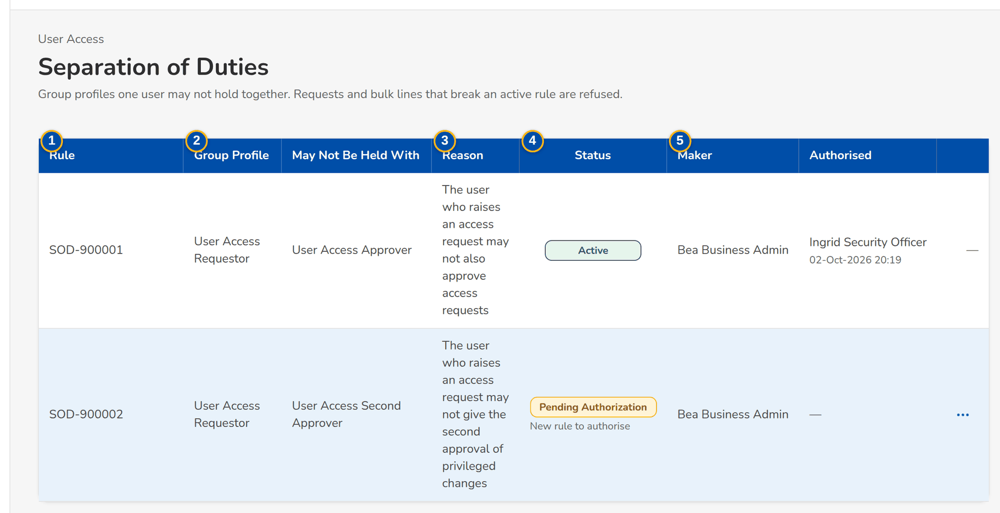 User Access
Separation of Duties
Group profiles one user may not hold together. Requests and bulk lines that break an active rule are refused.
1 2 3 4 5
Rule Group Profile May Not Be Held With Reason Status Maker Authorised
The user
who raises
an access
User Access request may Ingrid Security Officer
SOD-900001 User Access Approver Active Bea Business Admin —
Requestor not also 02-Oct-2026 20:19
approve
access
requests
The user
who raises
an access
request may
User Access User Access Second Pending Authorization
SOD-900002 not give the Bea Business Admin — •••
Requestor Approver New rule to authorise
second
approval of
privileged
changes